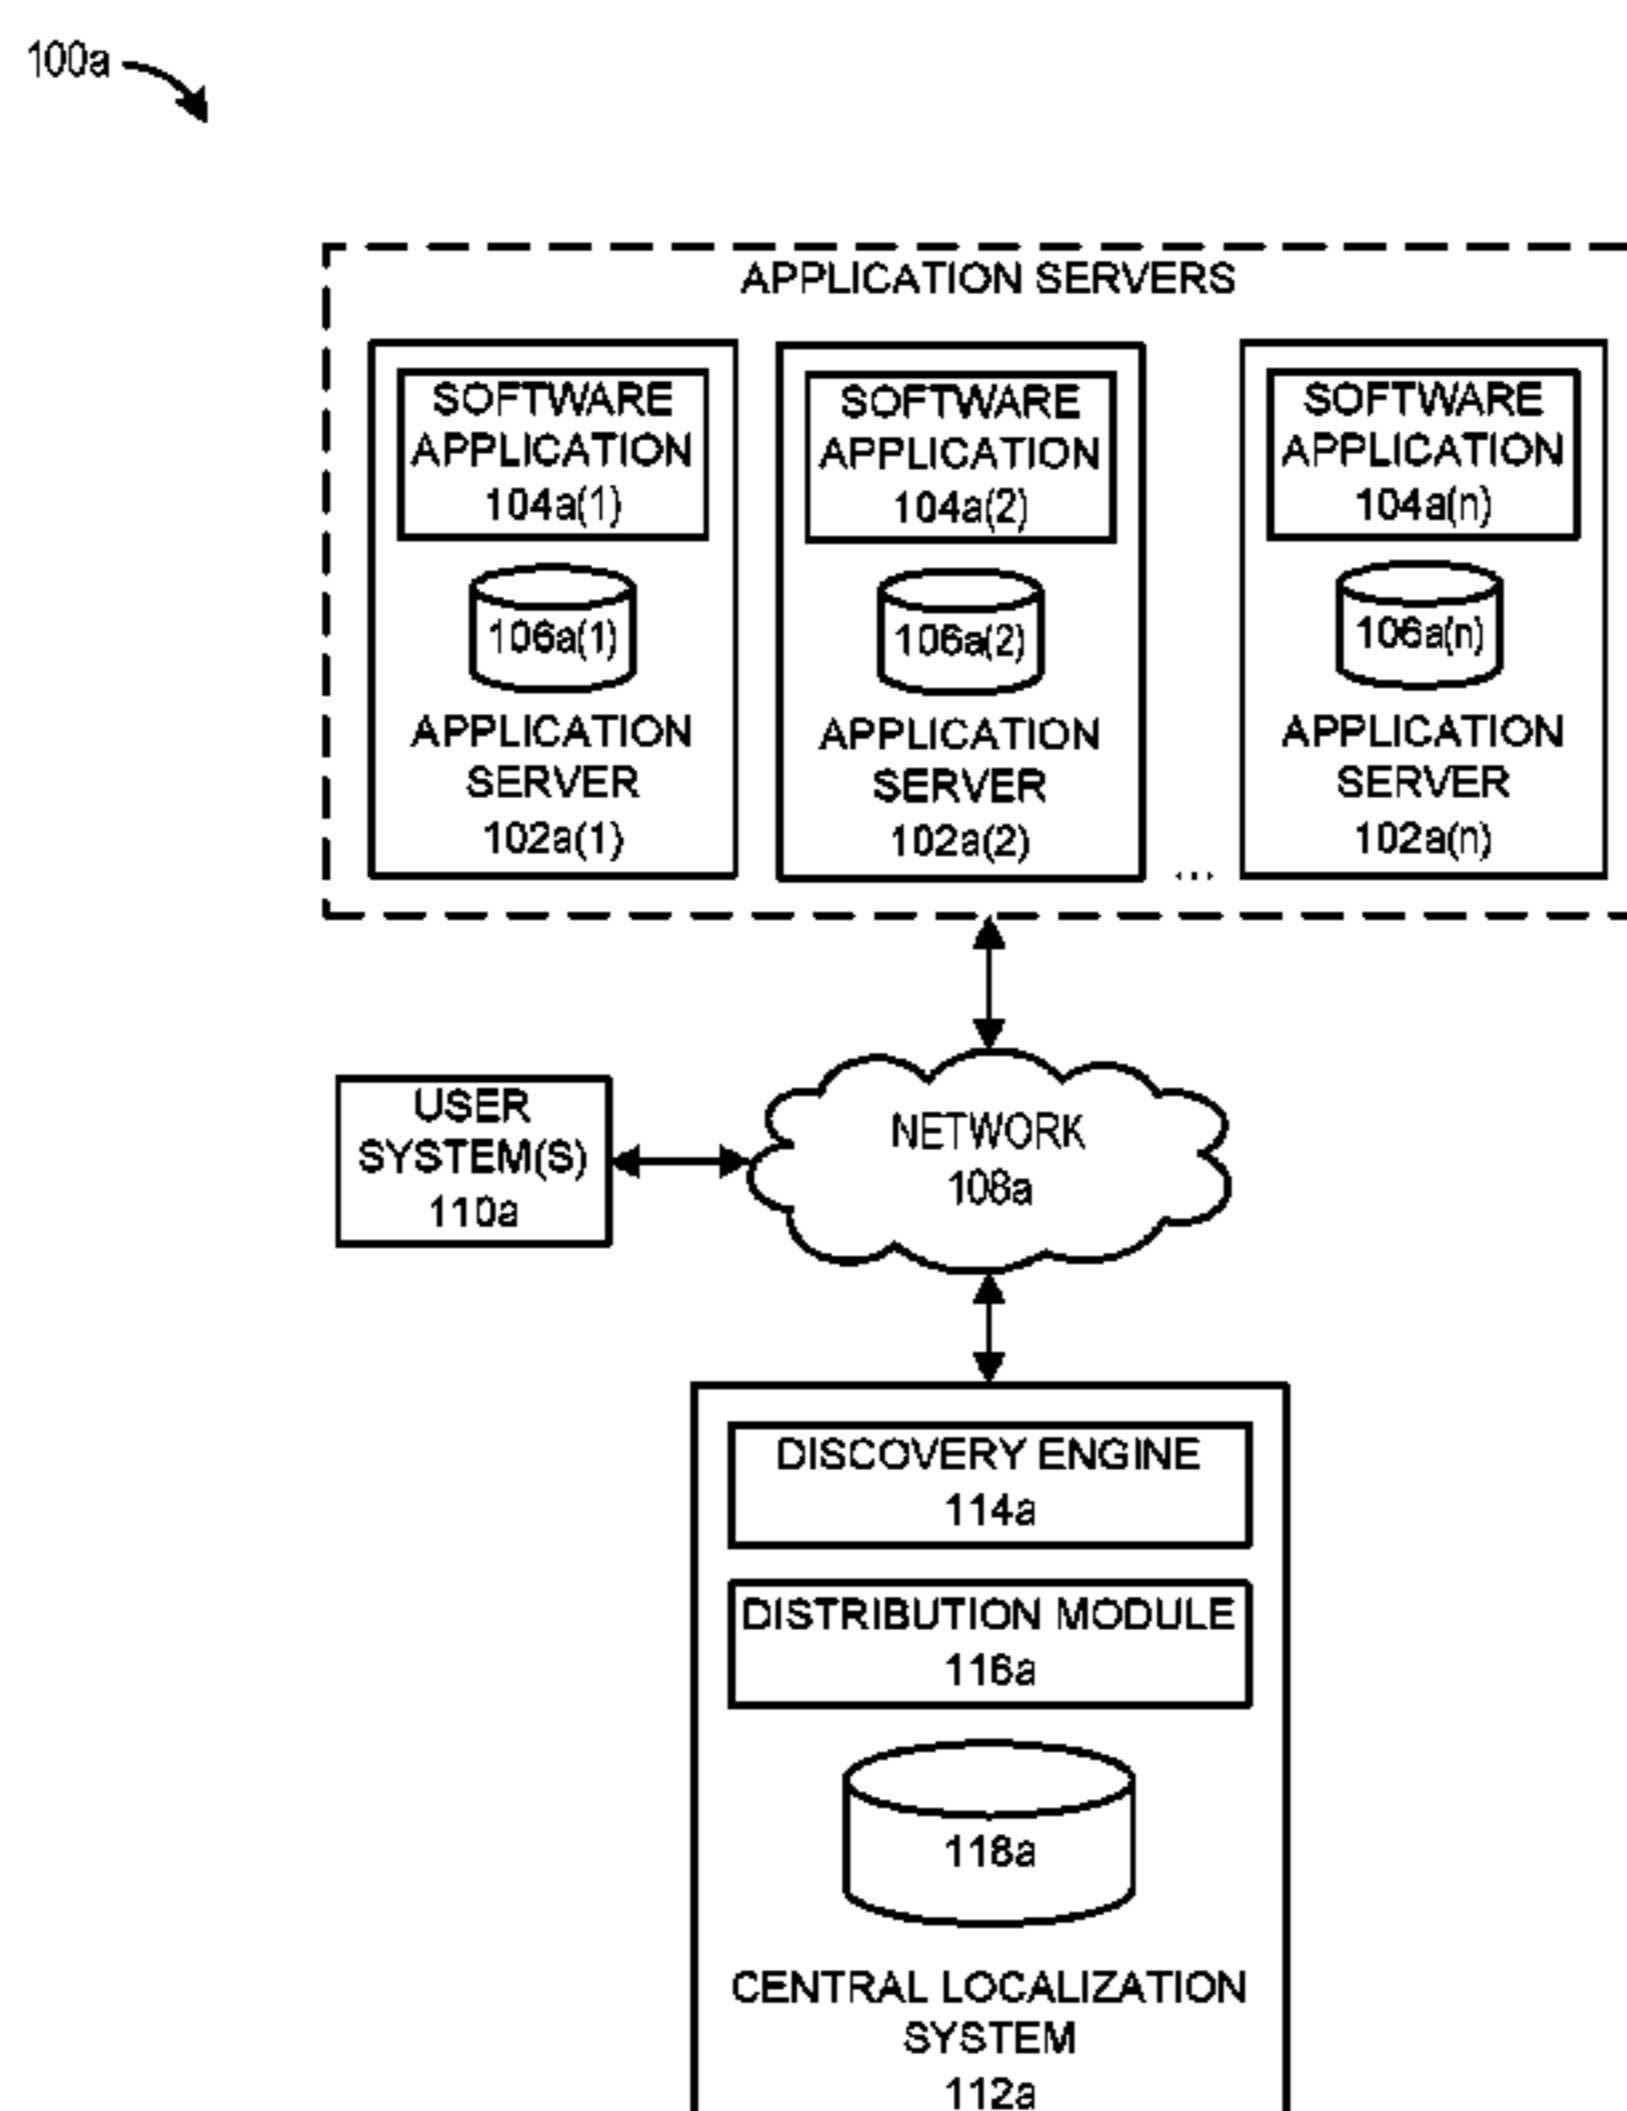 100a
APPLICATION SERVERS
SOFTWARE
APPLICATION
104a(1)
106a(1)
APPLICATION
SERVER
102a(1)
SOFTWARE
APPLICATION
104a(2)
106a(2)
APPLICATION
SERVER
102a(2)
...
SOFTWARE
APPLICATION
104a(n)
106a(n)
APPLICATION
SERVER
102a(n)
USER
SYSTEM(S)
110a
NETWORK
108a
DISCOVERY ENGINE
114a
DISTRIBUTION MODULE
116a
118a
CENTRAL LOCALIZATION
SYSTEM
112a